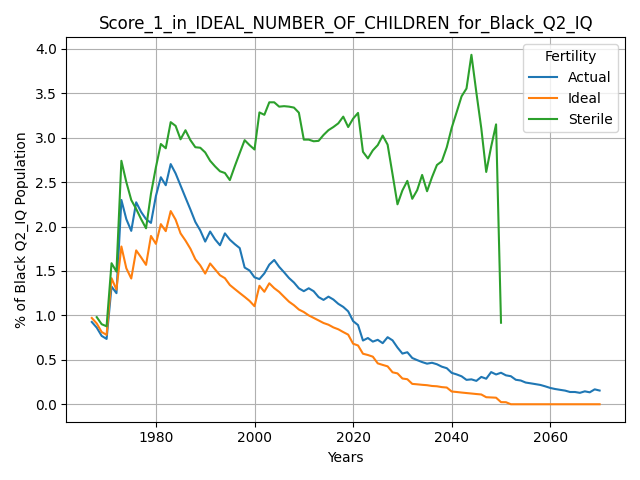 Score_1_in_IDEAL_NUMBER_OF_CHILDREN_for_Black_Q2_IQ
% of Black Q2_IQ Population
4.0
3.5
3.0
2.5
2.0
1.5
1.0
0.5
0.0
Fertility
Actual
Ideal
Sterile
1980
2000
2020
2040
2060
Years